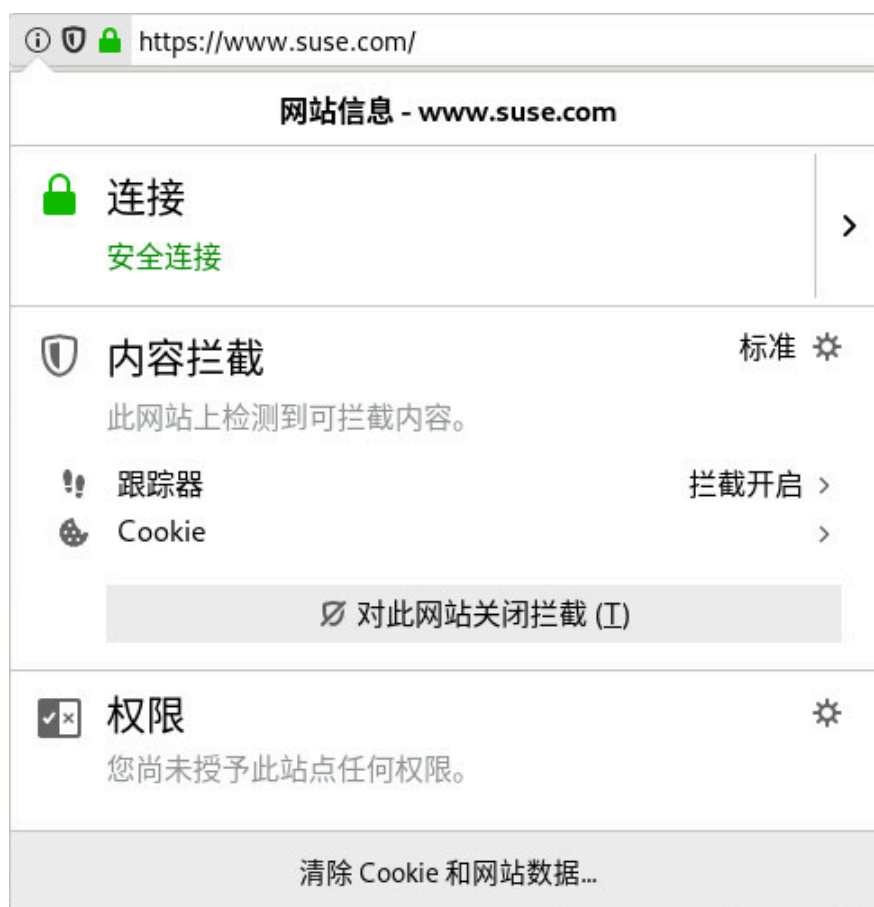 https://www.suse.com/
网站信息 - www.suse.com
连接
安全连接
内容拦截
标准
此网站上检测到可拦截内容。
跟踪器 拦截开启
Cookie
对此网站关闭拦截 (T)
权限
您尚未授予此站点任何权限。
清除 Cookie 和网站数据...